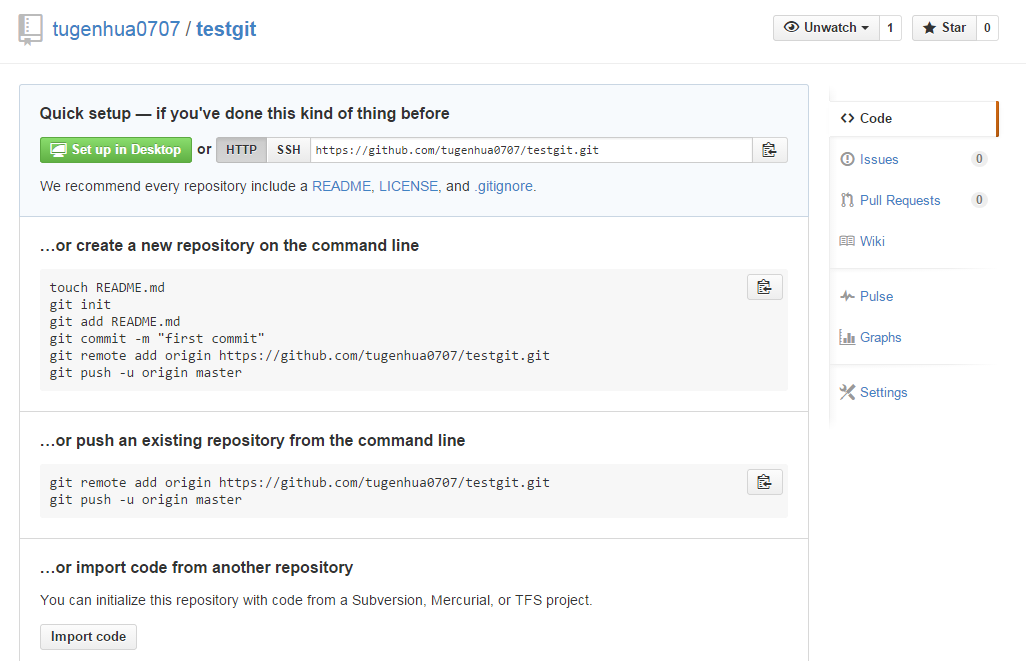 tugenhua0707 / testgit
Unwatch 1 Star 0
Quick setup — if you've done this kind of thing before
Set up in Desktop or HTTP SSH https://github.com/tugenhua0707/testgit.git
We recommend every repository include a README, LICENSE, and .gitignore.
…or create a new repository on the command line
touch README.md
git init
git add README.md
git commit -m "first commit"
git remote add origin https://github.com/tugenhua0707/testgit.git
git push -u origin master
…or push an existing repository from the command line
git remote add origin https://github.com/tugenhua0707/testgit.git
git push -u origin master
…or import code from another repository
You can initialize this repository with code from a Subversion, Mercurial, or TFS project.
Import code
Code
Issues 0
Pull Requests 0
Wiki
Pulse
Graphs
Settings